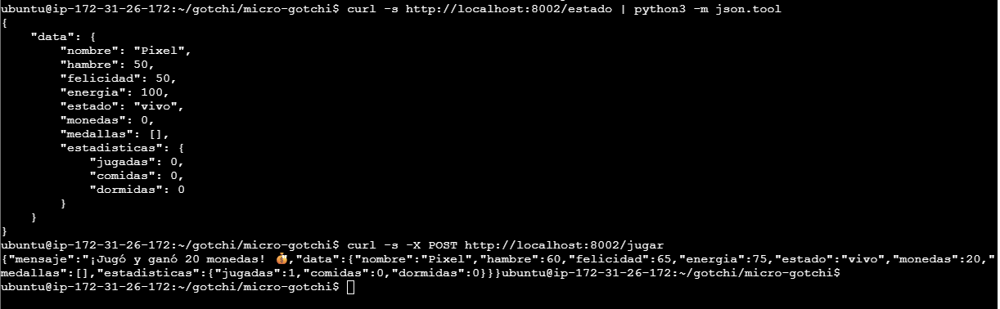 ubuntu@ip-172-31-26-172:~/gotchi/micro-gotchi$ curl -s http://localhost:8002/estado | python3 -m json.tool
{
    "data": {
        "nombre": "Pixel",
        "hambre": 50,
        "felicidad": 50,
        "energia": 100,
        "estado": "vivo",
        "monedas": 0,
        "medallas": [],
        "estadisticas": {
            "jugadas": 0,
            "comidas": 0,
            "dormidas": 0
        }
    }
}
ubuntu@ip-172-31-26-172:~/gotchi/micro-gotchi$ curl -s -X POST http://localhost:8002/jugar
{"mensaje":"¡Jugó y ganó 20 monedas! 💰","data":{"nombre":"Pixel","hambre":60,"felicidad":65,"energia":75,"estado":"vivo","monedas":20,"
medallas":[],"estadisticas":{"jugadas":1,"comidas":0,"dormidas":0}}}ubuntu@ip-172-31-26-172:~/gotchi/micro-gotchi$
ubuntu@ip-172-31-26-172:~/gotchi/micro-gotchi$